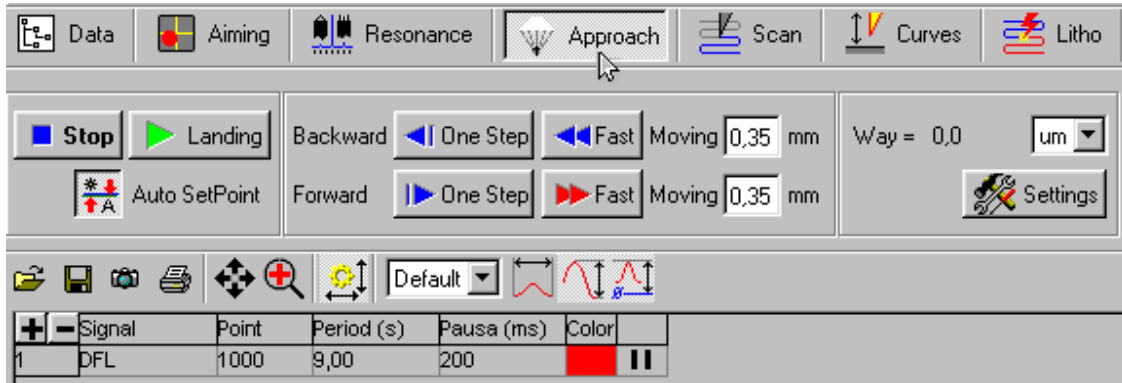 Data Aiming Resonance Approach Scan Curves Litho
Stop Landing Backward One Step Fast Moving 0,35 mm Way = 0,0 um
A Auto SetPoint Forward One Step Fast Moving 0,35 mm Settings
Default ø
Signal Point Period (s) Pausa (ms) Color
1 DFL 1000 9,00 200